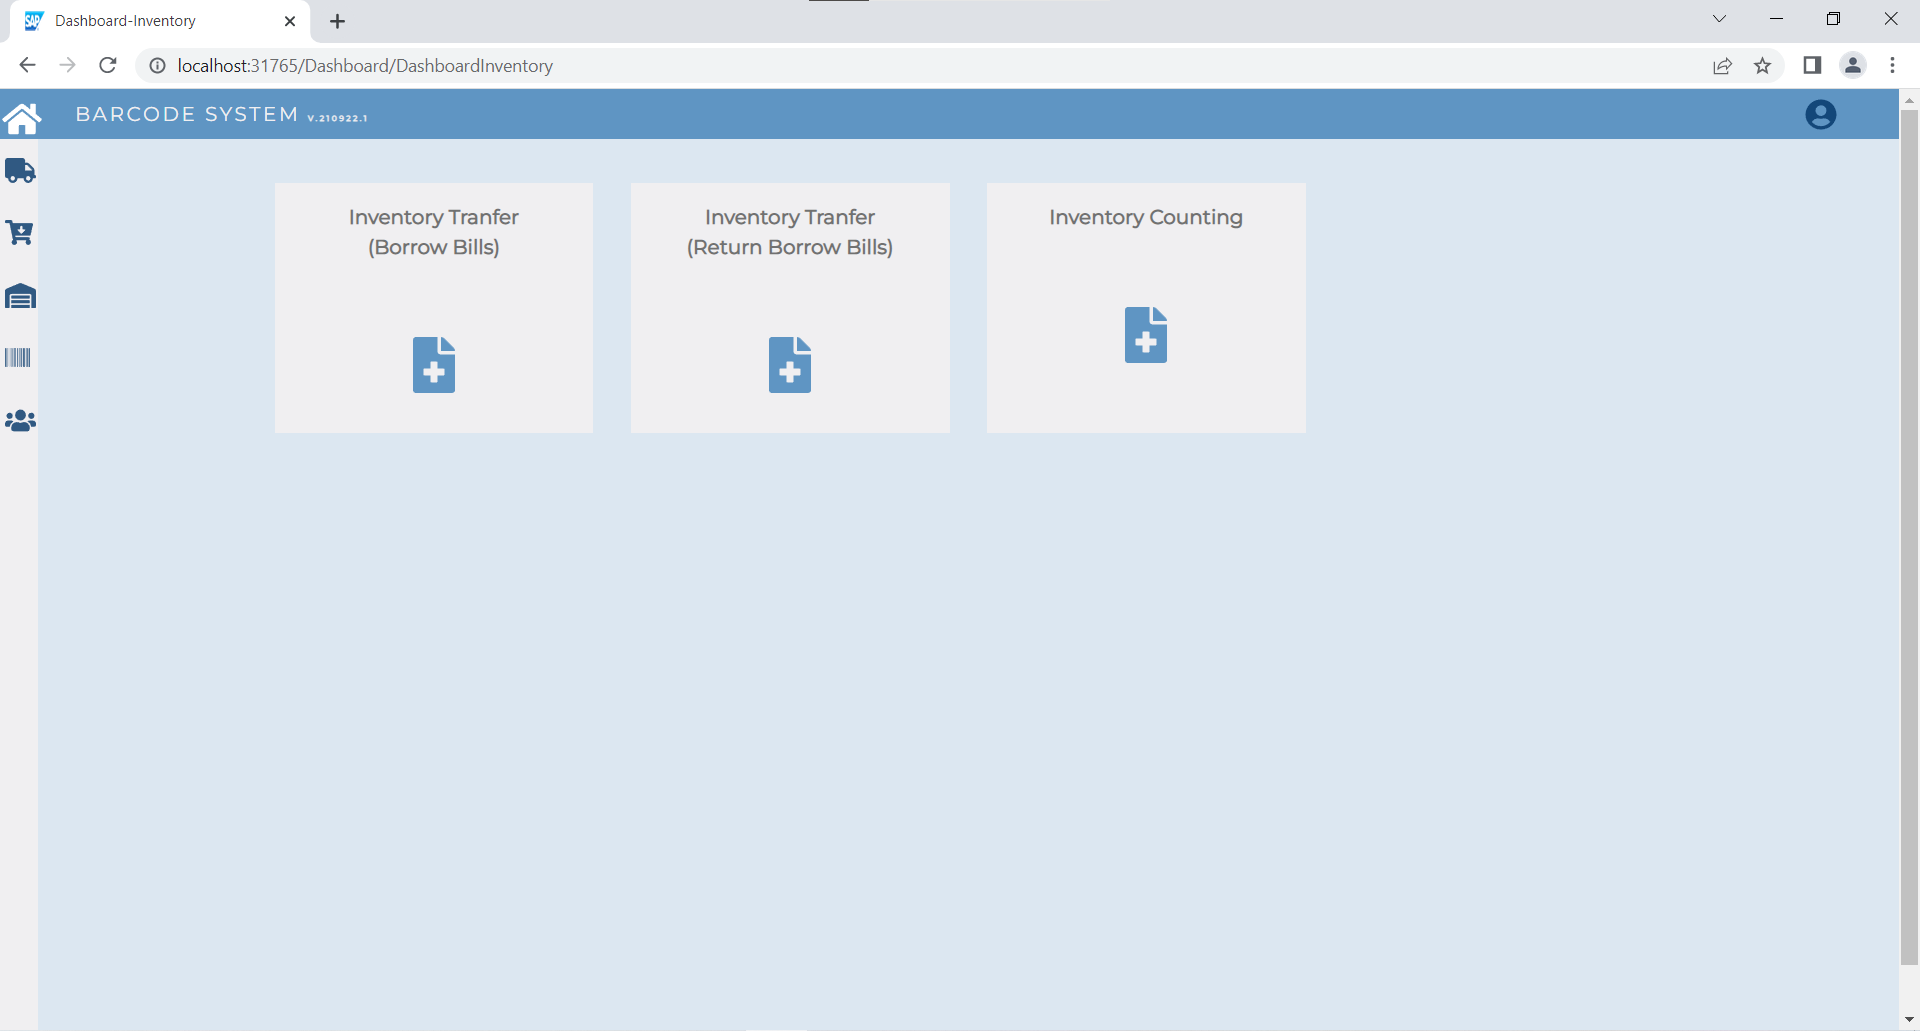 SAP
Dashboard-Inventory
localhost:31765/Dashboard/DashboardInventory
BARCODE SYSTEM V.210922.1
Inventory Tranfer
(Borrow Bills)
Inventory Tranfer
(Return Borrow Bills)
Inventory Counting